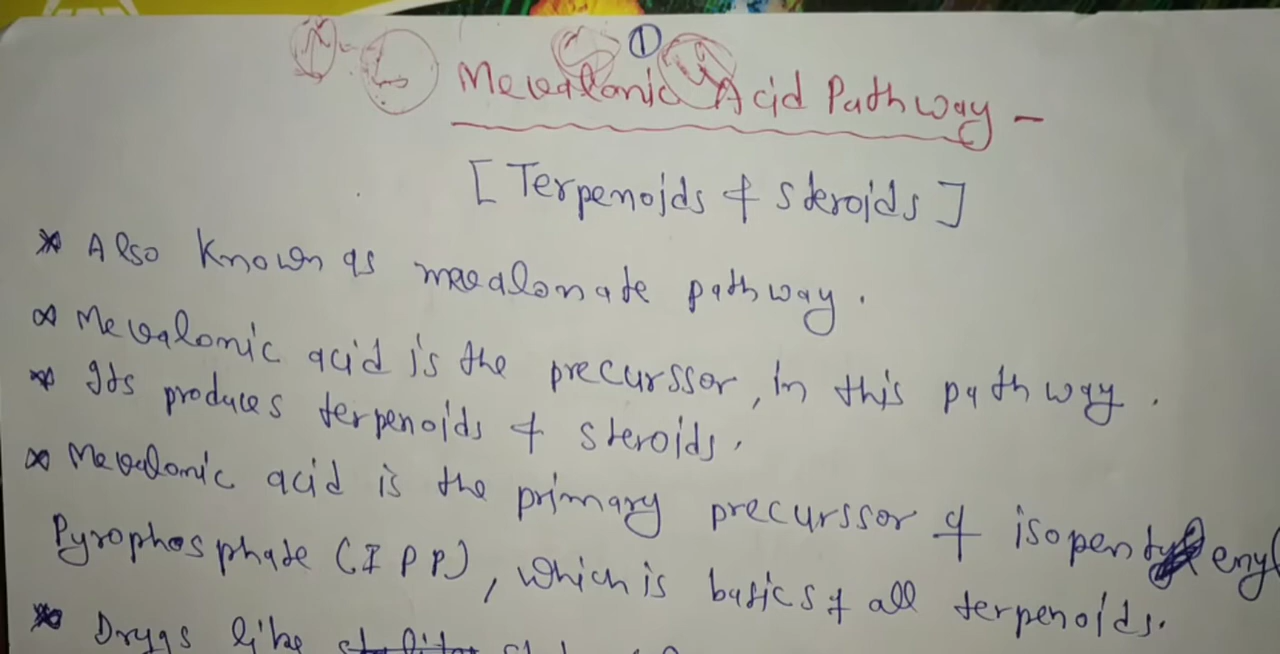 ①
Mevalonic Acid Pathway -
[Terpenoids & Steroids]
* Also known as mevalonate pathway.
* Mevalonic acid is the precurssor, in this pathway.
* Its produces terpenoids & steroids.
* Mevalonic acid is the primary precurssor of isopentyenyl
Pyrophosphate (IPP), which is basics of all terpenoids.
* Drugs like